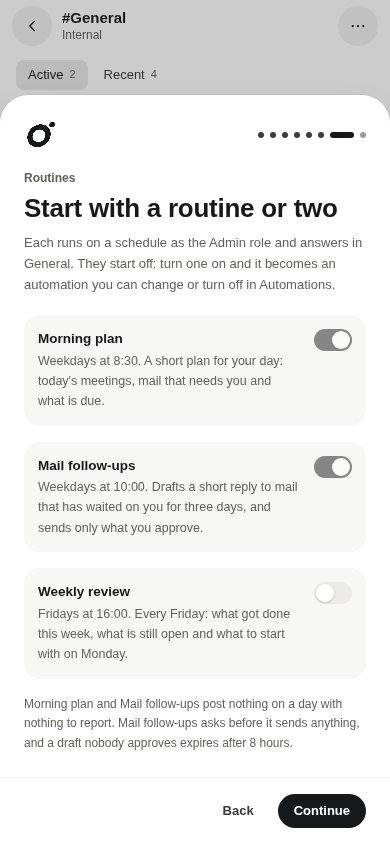 #General
Internal
Active 2 Recent 4
Routines
Start with a routine or two
Each runs on a schedule as the Admin role and answers in
General. They start off: turn one on and it becomes an
automation you can change or turn off in Automations.
Morning plan
Weekdays at 8:30. A short plan for your day:
today's meetings, mail that needs you and
what is due.
Mail follow-ups
Weekdays at 10:00. Drafts a short reply to mail
that has waited on you for three days, and
sends only what you approve.
Weekly review
Fridays at 16:00. Every Friday: what got done
this week, what is still open and what to start
with on Monday.
Morning plan and Mail follow-ups post nothing on a day with
nothing to report. Mail follow-ups asks before it sends anything,
and a draft nobody approves expires after 8 hours.
Back Continue